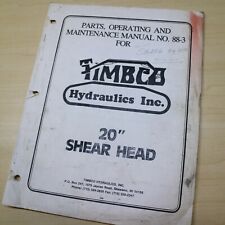 PARTS, OPERATING AND
MAINTENANCE MANUAL NO. 88-3
FOR
TIMBCO
Hydraulics Inc.
20"
SHEAR HEAD
TIMBCO HYDRAULICS, INC.